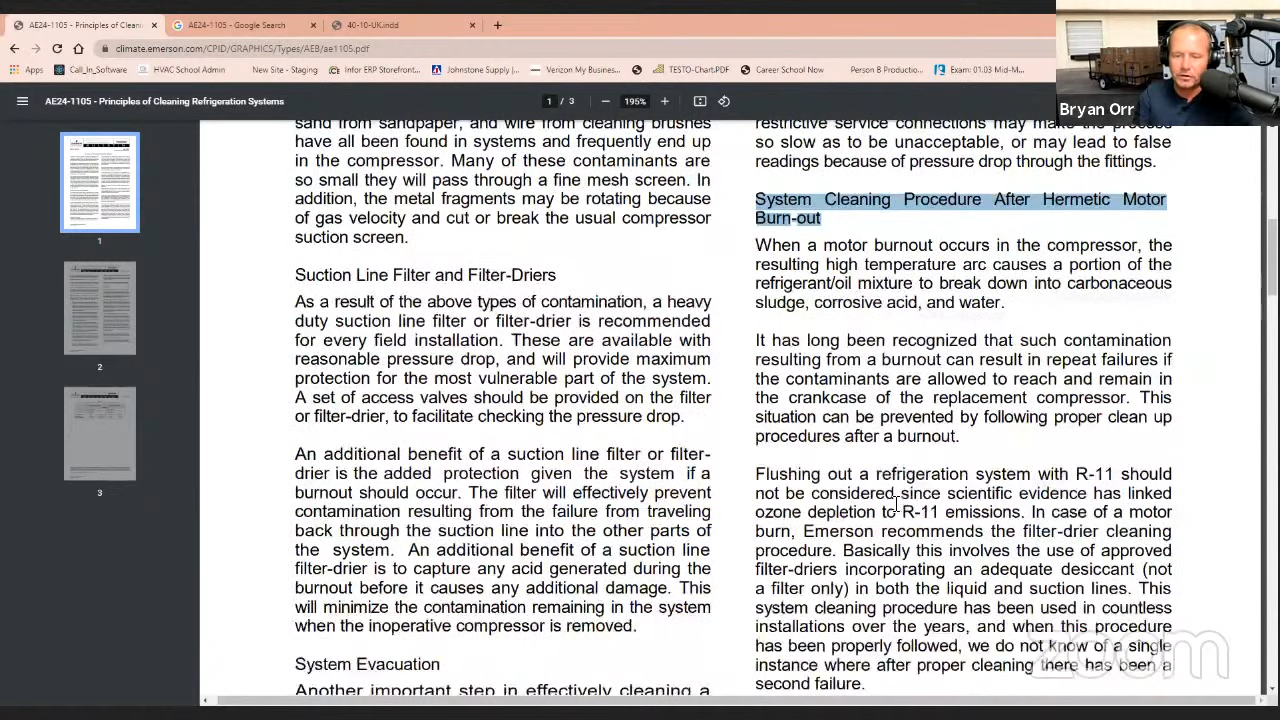 AE24-1105 - Principles of Cleanin
AE24-1105 - Google Search
40-10-UK.indd
climate.emerson.com/CPID/GRAPHICS/Types/AEB/ae1105.pdf
Apps
Call_In_Software
HVAC School Admin
New Site - Staging
Infor ERP Storefront...
Johnstone Supply |...
Verizon My Business...
TESTO-Chart.PDF
Career School Now
Person B Productio...
Exam: 01.03 Mid-M...
AE24-1105 - Principles of Cleaning Refrigeration Systems
1 / 3
195%
Bryan Orr
1
2
3
sand from sandpaper, and wire from cleaning brushes
have all been found in systems and frequently end up
in the compressor. Many of these contaminants are
so small they will pass through a fine mesh screen. In
addition, the metal fragments may be rotating because
of gas velocity and cut or break the usual compressor
suction screen.
Suction Line Filter and Filter-Driers
As a result of the above types of contamination, a heavy
duty suction line filter or filter-drier is recommended
for every field installation. These are available with
reasonable pressure drop, and will provide maximum
protection for the most vulnerable part of the system.
A set of access valves should be provided on the filter
or filter-drier, to facilitate checking the pressure drop.
An additional benefit of a suction line filter or filter-
drier is the added protection given the system if a
burnout should occur. The filter will effectively prevent
contamination resulting from the failure from traveling
back through the suction line into the other parts of
the system. An additional benefit of a suction line
filter-drier is to capture any acid generated during the
burnout before it causes any additional damage. This
will minimize the contamination remaining in the system
when the inoperative compressor is removed.
System Evacuation
Another important step in effectively cleaning a
restrictive service connections may make the process
so slow as to be unacceptable, or may lead to false
readings because of pressure drop through the fittings.
System Cleaning Procedure After Hermetic Motor
Burn-out
When a motor burnout occurs in the compressor, the
resulting high temperature arc causes a portion of the
refrigerant/oil mixture to break down into carbonaceous
sludge, corrosive acid, and water.
It has long been recognized that such contamination
resulting from a burnout can result in repeat failures if
the contaminants are allowed to reach and remain in
the crankcase of the replacement compressor. This
situation can be prevented by following proper clean up
procedures after a burnout.
Flushing out a refrigeration system with R-11 should
not be considered since scientific evidence has linked
ozone depletion to R-11 emissions. In case of a motor
burn, Emerson recommends the filter-drier cleaning
procedure. Basically this involves the use of approved
filter-driers incorporating an adequate desiccant (not
a filter only) in both the liquid and suction lines. This
system cleaning procedure has been used in countless
installations over the years, and when this procedure
has been properly followed, we do not know of a single
instance where after proper cleaning there has been a
second failure.
zoom